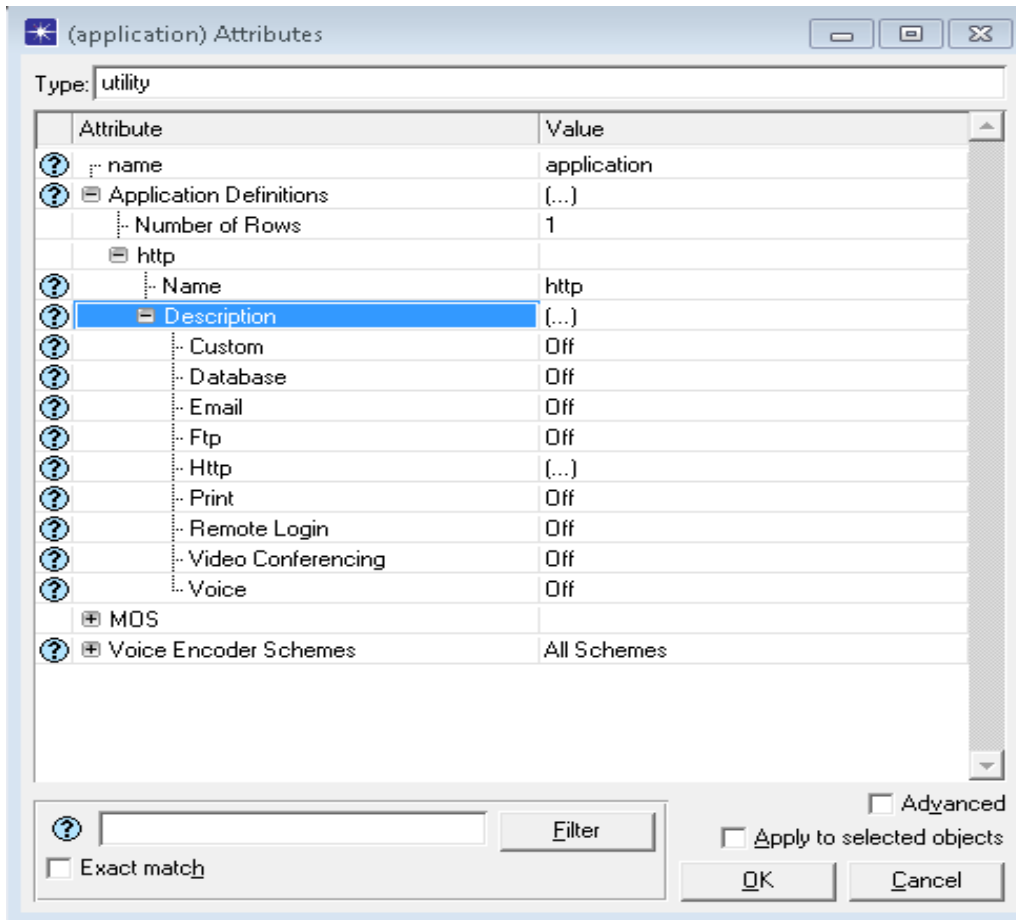 (application) Attributes
Type: utility
Attribute Value
name application
Application Definitions (...)
Number of Rows 1
http
Name http
Description (...)
Custom Off
Database Off
Email Off
Ftp Off
Http (...)
Print Off
Remote Login Off
Video Conferencing Off
Voice Off
MOS
Voice Encoder Schemes All Schemes
Advanced
Filter
Apply to selected objects
Exact match
OK Cancel